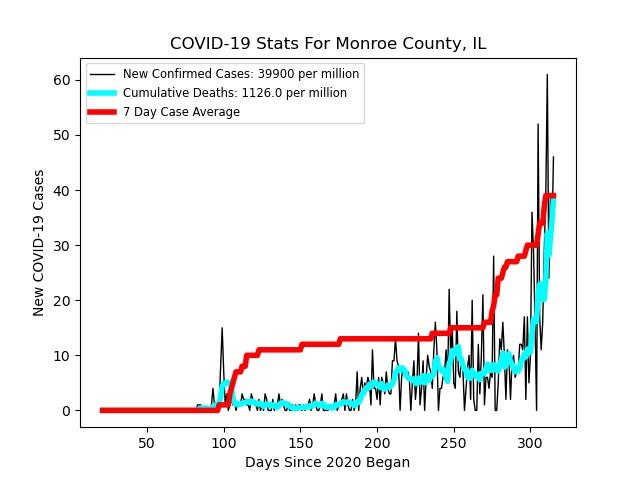 COVID-19 Stats For Monroe County, IL
New Confirmed Cases: 39900 per million
Cumulative Deaths: 1126.0 per million
7 Day Case Average
New COVID-19 Cases
60
50
40
30
20
10
0
50 100 150 200 250 300
Days Since 2020 Began